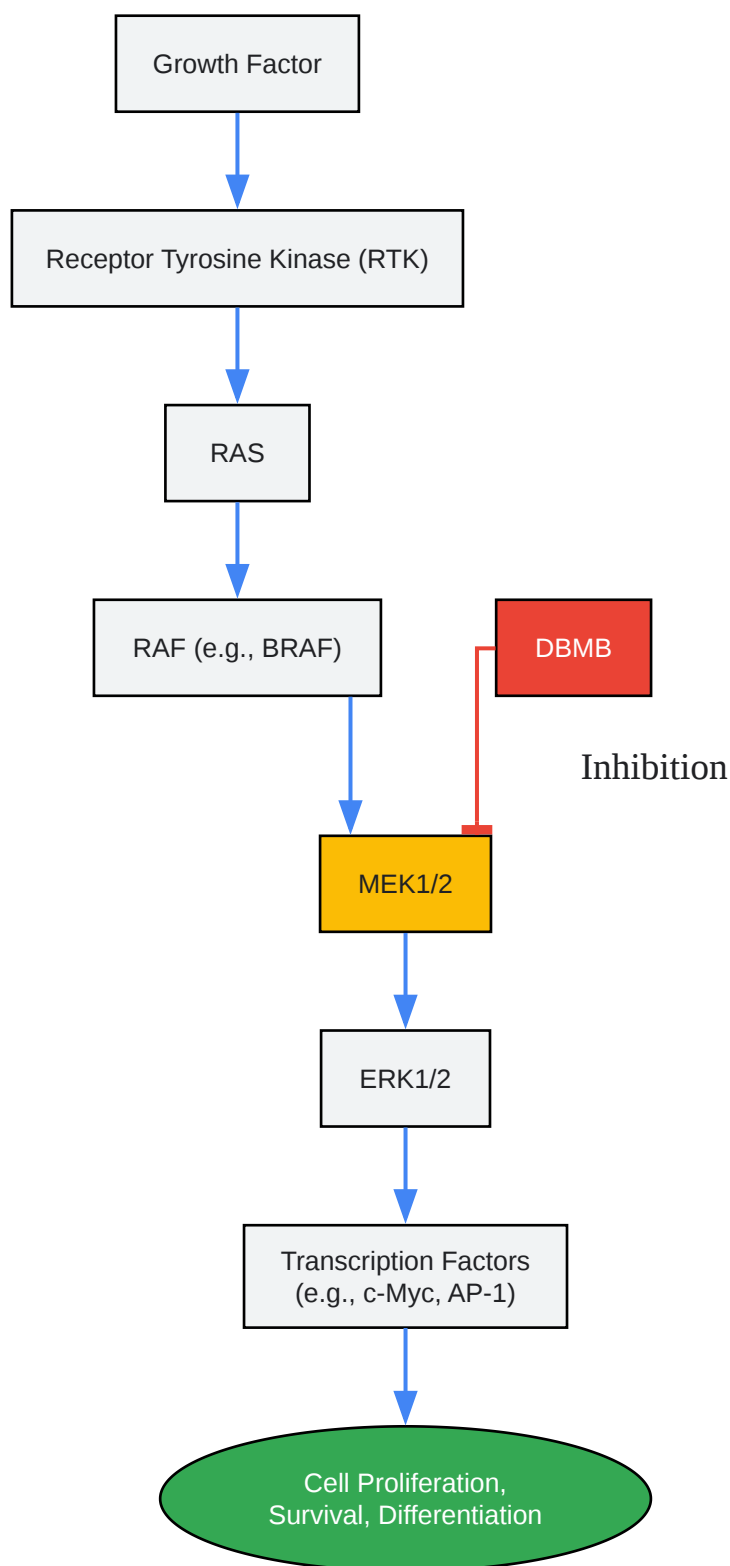 Growth Factor
Receptor Tyrosine Kinase (RTK)
RAS
RAF (e.g., BRAF)
DBMB
Inhibition
MEK1/2
ERK1/2
Transcription Factors
(e.g., c-Myc, AP-1)
Cell Proliferation,
Survival, Differentiation